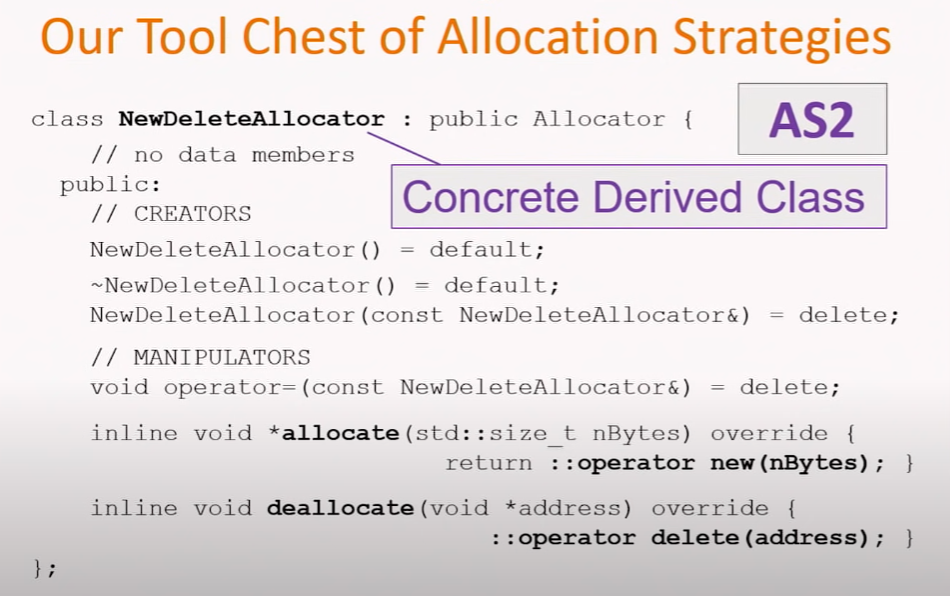 Our Tool Chest of Allocation Strategies
AS2
class NewDeleteAllocator : public Allocator {
// no data members
Concrete Derived Class
public:
// CREATORS
NewDeleteAllocator() = default;
~NewDeleteAllocator() = default;
NewDeleteAllocator(const NewDeleteAllocator&) = delete;
// MANIPULATORS
void operator=(const NewDeleteAllocator&) = delete;
inline void *allocate(std::size_t nBytes) override {
return ::operator new(nBytes); }
inline void deallocate(void *address) override {
::operator delete(address); }
};